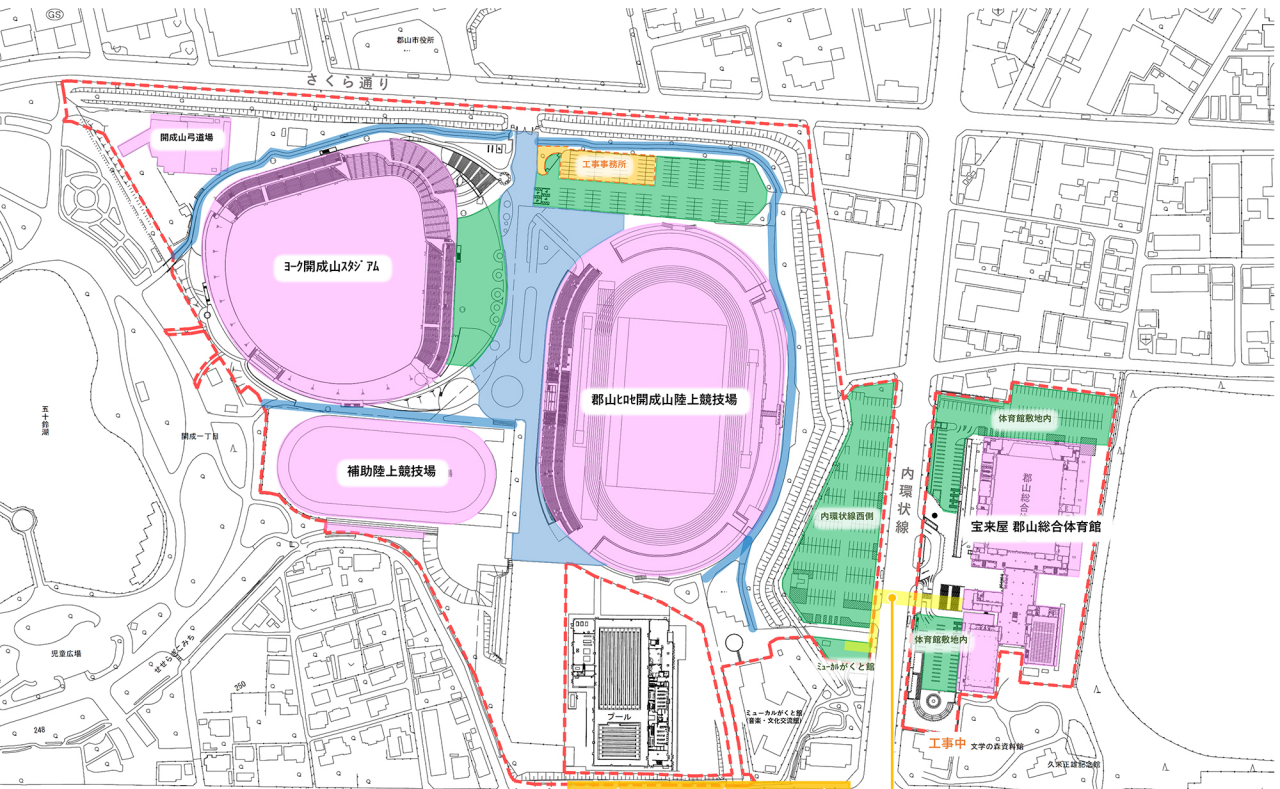 GS
郡山市役所
さくら通り
開成山弓道場
工事事務所
ﾖｰｸ開成山ｽﾀｼﾞｱﾑ
郡山ﾋﾛｾ開成山陸上競技場
五十鈴湖
開成一丁目
補助陸上競技場
内環状線
体育館敷地内
内環状線西側
宝来屋 郡山総合体育館
体育館敷地内
児童広場
せせらぎこみち
250
248
プール
ﾐｭｰｶﾙがくと館
ミューカルがくと館
(音楽・文化交流館)
工事中
文学の森資料館
久米正雄記念館